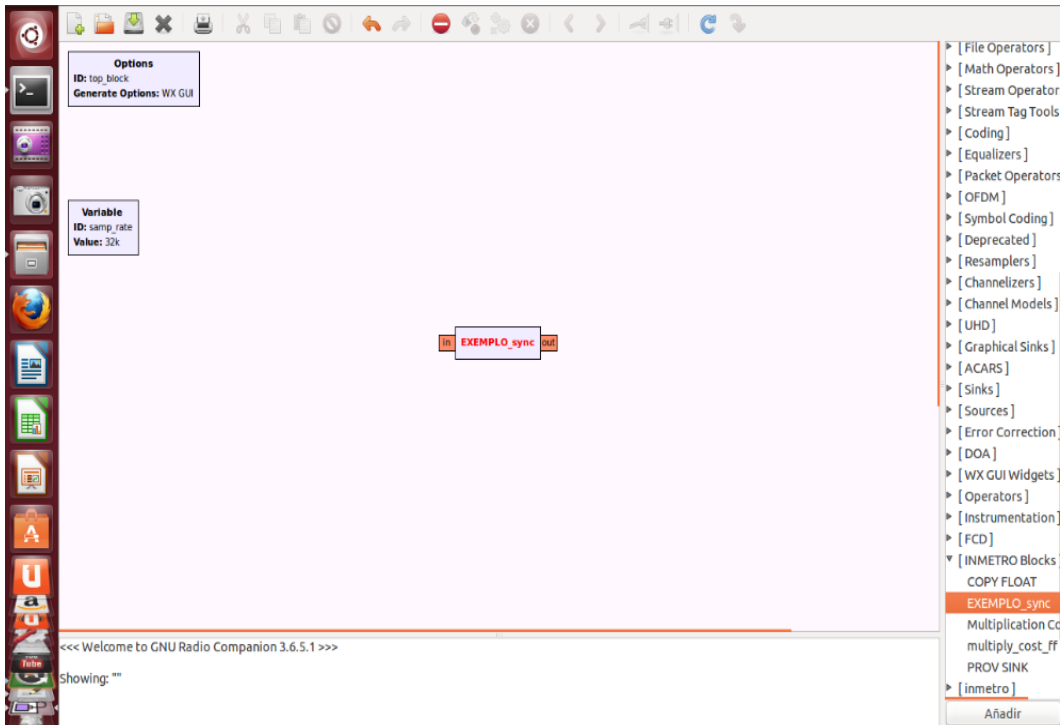 Options
ID: top_block
Generate Options: WX GUI
Variable
ID: samp_rate
Value: 32k
in EXEMPLO_sync out
<<< Welcome to GNU Radio Companion 3.6.5.1 >>>
Showing: ""
[ File Operators ]
[ Math Operators ]
[ Stream Operator
[ Stream Tag Tools
[ Coding ]
[ Equalizers ]
[ Packet Operators
[ OFDM ]
[ Symbol Coding ]
[ Deprecated ]
[ Resamplers ]
[ Channelizers ]
[ Channel Models ]
[ UHD ]
[ Graphical Sinks ]
[ ACARS ]
[ Sinks ]
[ Sources ]
[ Error Correction ]
[ DOA ]
[ WX GUI Widgets ]
[ Operators ]
[ Instrumentation ]
[ FCD ]
[ INMETRO Blocks ]
COPY FLOAT
EXEMPLO_sync
Multiplication Co
multiply_cost_ff
PROV SINK
[ inmetro ]
Añadir
You
Tube